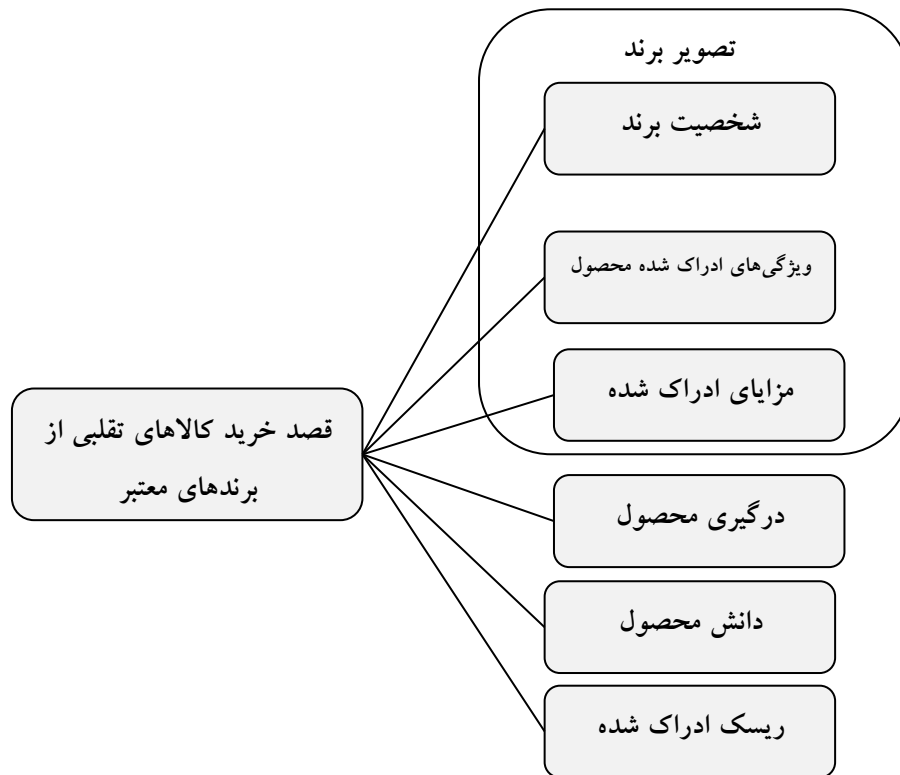 تصویر برند
شخصیت برند
ویژگی‌های ادراک شده محصول
مزایای ادراک شده
قصد خرید کالاهای تقلبی از
برندهای معتبر
درگیری محصول
دانش محصول
ریسک ادراک شده